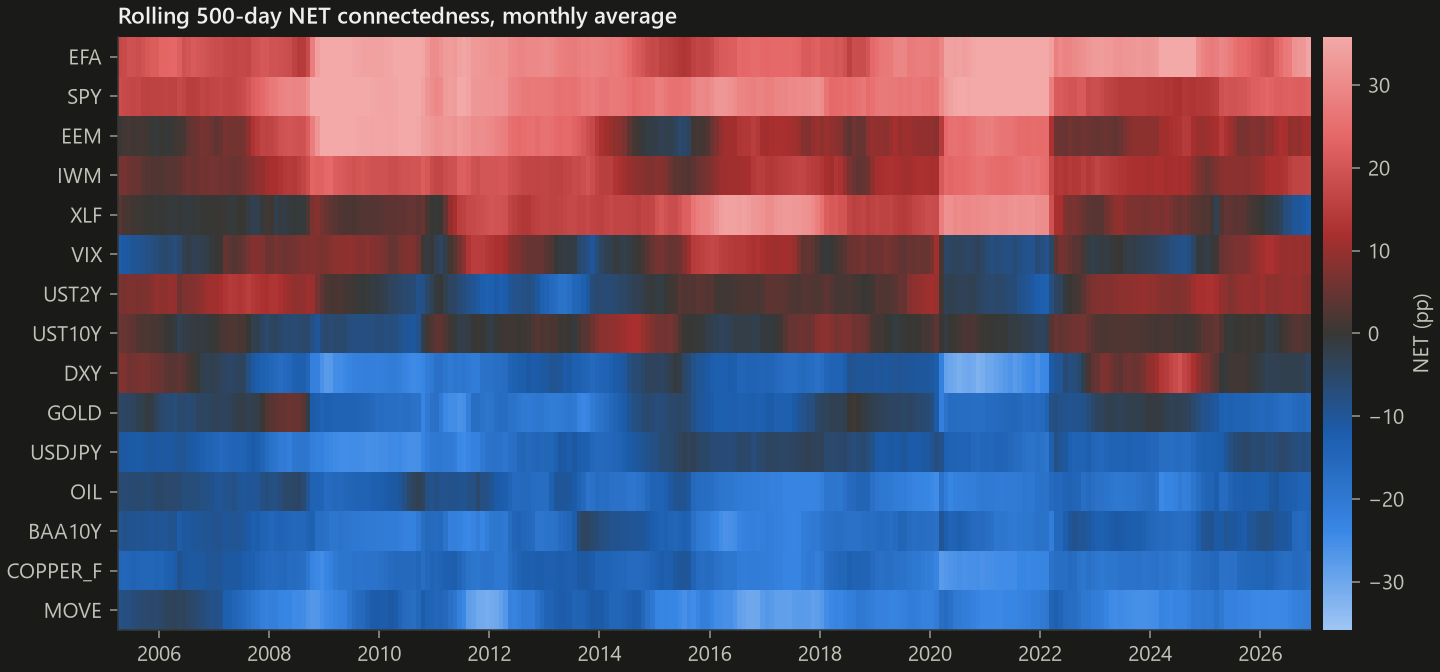 Rolling 500-day NET connectedness, monthly average
EFA
SPY
EEM
IWM
XLF
VIX
UST2Y
UST10Y
DXY
GOLD
USDJPY
OIL
BAA10Y
COPPER_F
MOVE
2006 2008 2010 2012 2014 2016 2018 2020 2022 2024 2026
30
20
10
0
−10
−20
−30
NET (pp)